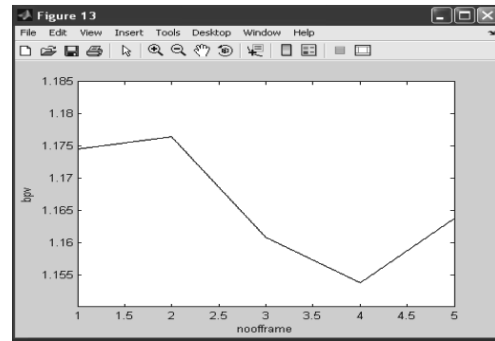 Figure 13
File Edit View Insert Tools Desktop Window Help
1.185
1.18
1.175
1.17
1.165
1.16
1.155
bpv
1 1.5 2 2.5 3 3.5 4 4.5 5
noofframe